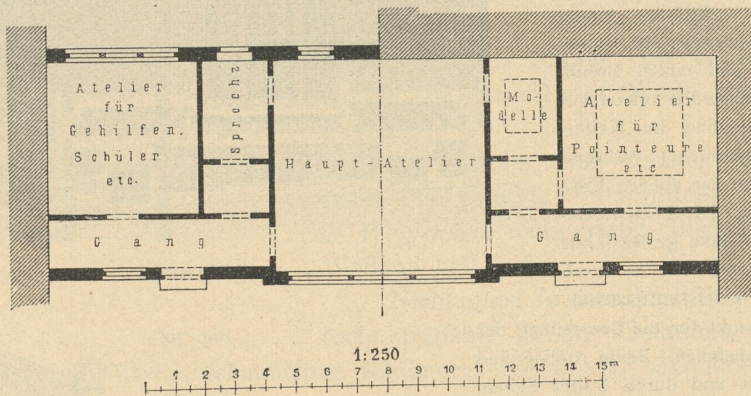 Atelier
für
Gehilfen,
Schüler
etc.
Sprechz
Haupt-Atelier
Mo-
delle
Atelier
für
Pointeure
etc
Gang
Gang
1:250
1 2 3 4 5 6 7 8 9 10 11 12 13 14 15 m